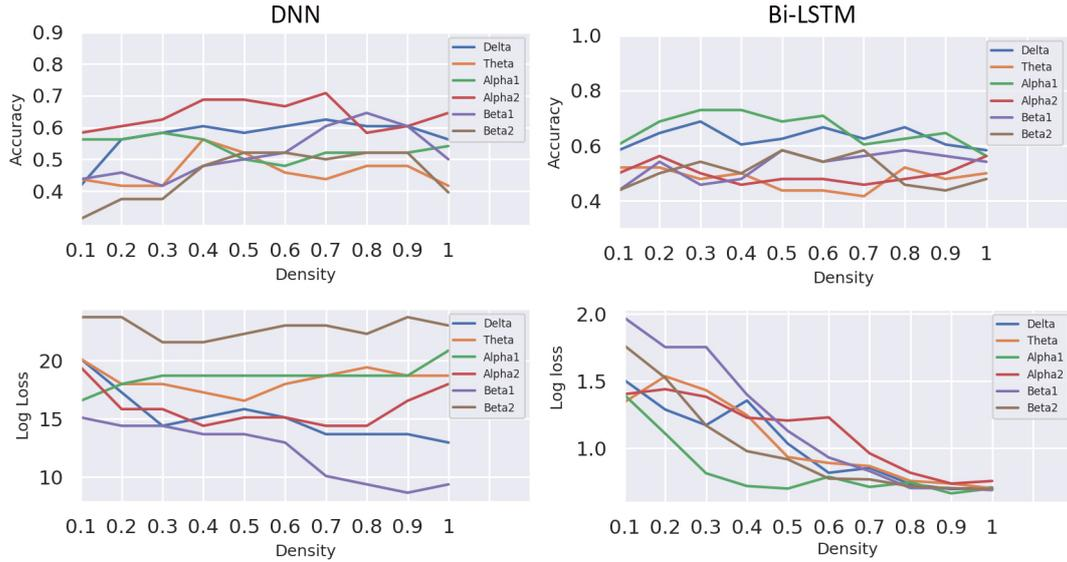 DNN
Accuracy
0.9
0.8
0.7
0.6
0.5
0.4
Delta
Theta
Alpha1
Alpha2
Beta1
Beta2
0.1 0.2 0.3 0.4 0.5 0.6 0.7 0.8 0.9 1
Density
Bi-LSTM
Accuracy
1.0
0.8
0.6
0.4
Delta
Theta
Alpha1
Alpha2
Beta1
Beta2
0.1 0.2 0.3 0.4 0.5 0.6 0.7 0.8 0.9 1
Density
Log Loss
20
15
10
Delta
Theta
Alpha1
Alpha2
Beta1
Beta2
0.1 0.2 0.3 0.4 0.5 0.6 0.7 0.8 0.9 1
Density
Log loss
2.0
1.5
1.0
Delta
Theta
Alpha1
Alpha2
Beta1
Beta2
0.1 0.2 0.3 0.4 0.5 0.6 0.7 0.8 0.9 1
Density